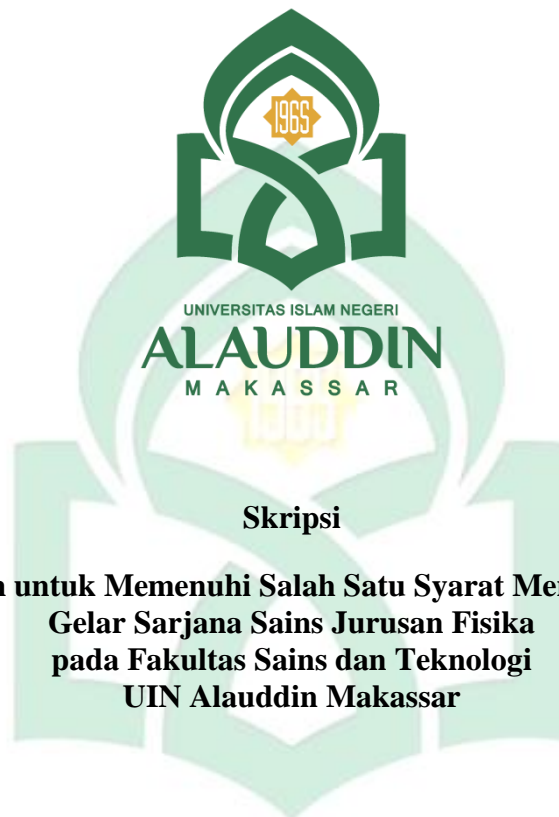 1965
UNIVERSITAS ISLAM NEGERI
ALAUDDIN
MAKASSAR
Skripsi
untuk Memenuhi Salah Satu Syarat
Gelar Sarjana Sains Jurusan Fisika
pada Fakultas Sains dan Teknologi
UIN Alauddin Makassar